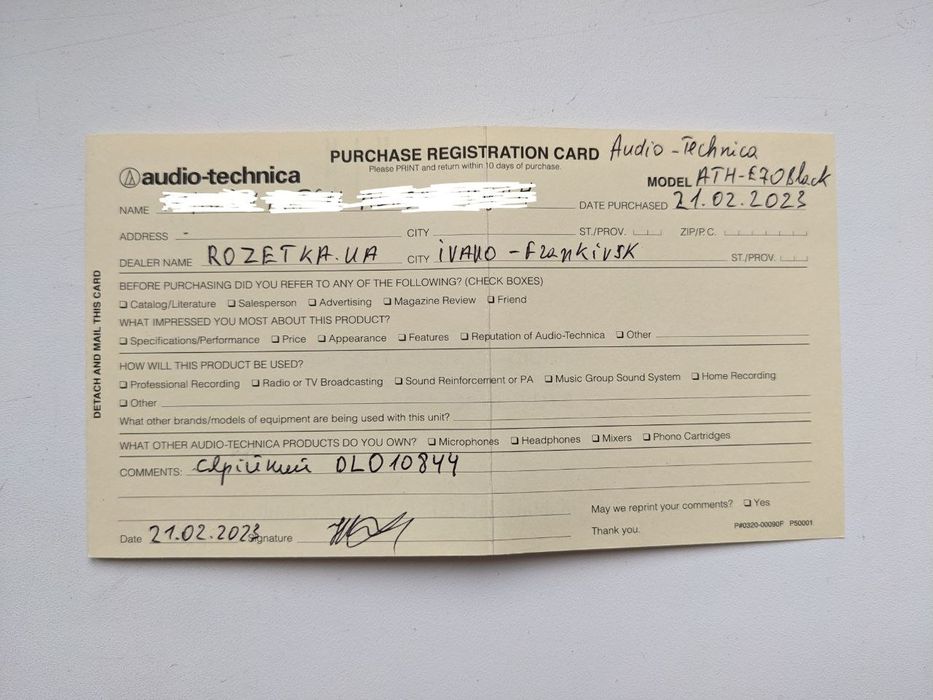 PURCHASE REGISTRATION CARD Audio-Technica
Please PRINT and return within 10 days of purchase.
audio-technica
MODEL ATH-E70Black
NAME DATE PURCHASED 21.02.2023
ADDRESS - CITY ST./PROV. ZIP/P.C.
DEALER NAME ROZETKA.UA CITY IVANO-Frankivsk ST./PROV.
BEFORE PURCHASING DID YOU REFER TO ANY OF THE FOLLOWING? (CHECK BOXES)
❑ Catalog/Literature ❑ Salesperson ❑ Advertising ❑ Magazine Review ❑ Friend
WHAT IMPRESSED YOU MOST ABOUT THIS PRODUCT?
❑ Specifications/Performance ❑ Price ❑ Appearance ❑ Features ❑ Reputation of Audio-Technica ❑ Other
HOW WILL THIS PRODUCT BE USED?
❑ Professional Recording ❑ Radio or TV Broadcasting ❑ Sound Reinforcement or PA ❑ Music Group Sound System ❑ Home Recording
❑ Other
What other brands/models of equipment are being used with this unit?
WHAT OTHER AUDIO-TECHNICA PRODUCTS DO YOU OWN? ❑ Microphones ❑ Headphones ❑ Mixers ❑ Phono Cartridges
COMMENTS: Серійний DLO10844
May we reprint your comments? ❑ Yes
Thank you.
P#0320-00090F P50001
Date 21.02.2023 Signature
DETACH AND MAIL THIS CARD